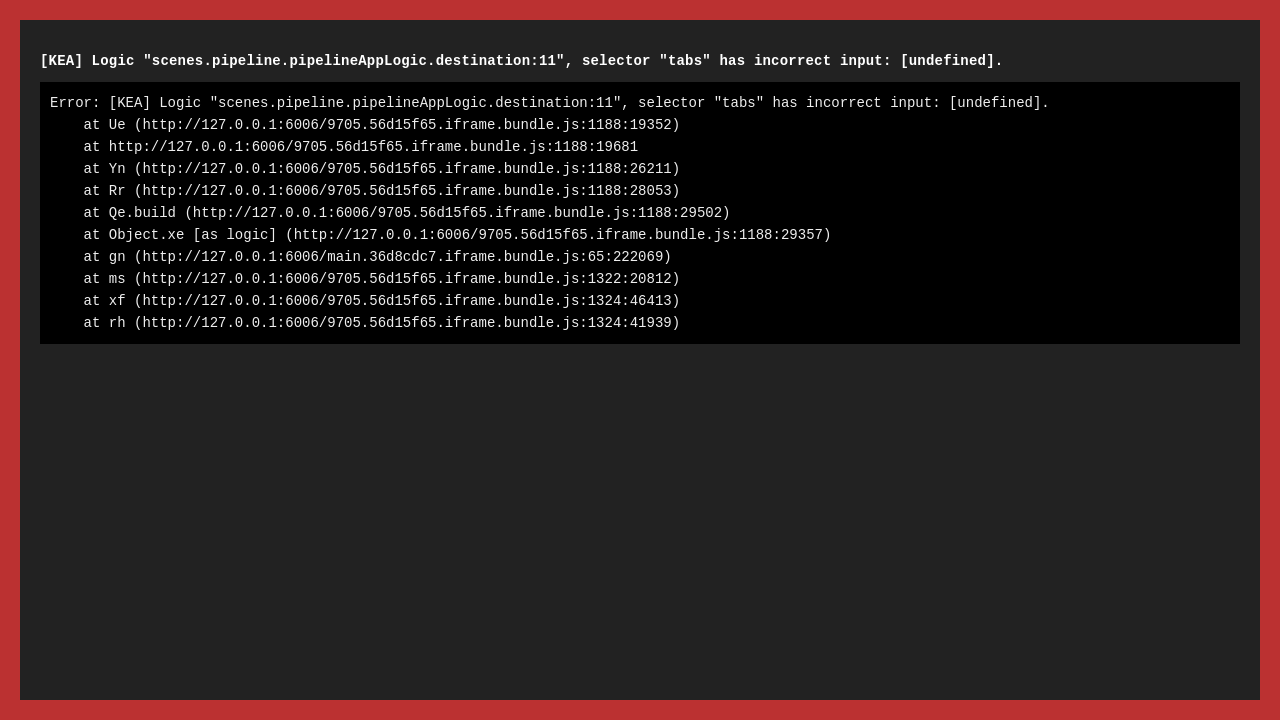 [KEA] Logic "scenes.pipeline.pipelineAppLogic.destination:11", selector "tabs" has incorrect input: [undefined].
Error: [KEA] Logic "scenes.pipeline.pipelineAppLogic.destination:11", selector "tabs" has incorrect input: [undefined].
    at Ue (http://127.0.0.1:6006/9705.56d15f65.iframe.bundle.js:1188:19352)
    at http://127.0.0.1:6006/9705.56d15f65.iframe.bundle.js:1188:19681
    at Yn (http://127.0.0.1:6006/9705.56d15f65.iframe.bundle.js:1188:26211)
    at Rr (http://127.0.0.1:6006/9705.56d15f65.iframe.bundle.js:1188:28053)
    at Qe.build (http://127.0.0.1:6006/9705.56d15f65.iframe.bundle.js:1188:29502)
    at Object.xe [as logic] (http://127.0.0.1:6006/9705.56d15f65.iframe.bundle.js:1188:29357)
    at gn (http://127.0.0.1:6006/main.36d8cdc7.iframe.bundle.js:65:222069)
    at ms (http://127.0.0.1:6006/9705.56d15f65.iframe.bundle.js:1322:20812)
    at xf (http://127.0.0.1:6006/9705.56d15f65.iframe.bundle.js:1324:46413)
    at rh (http://127.0.0.1:6006/9705.56d15f65.iframe.bundle.js:1324:41939)